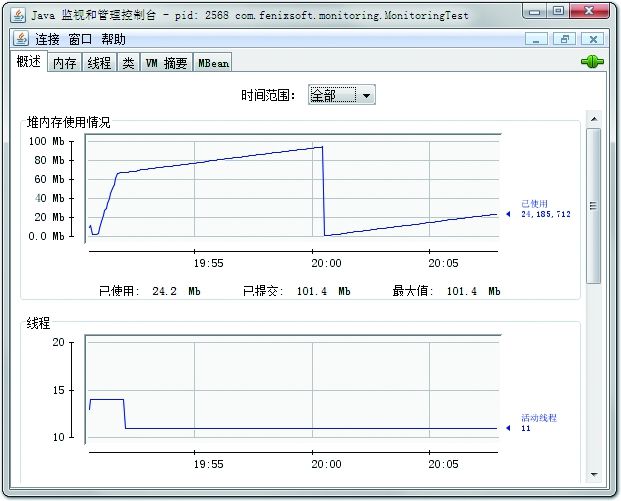 Java 监视和管理控制台 - pid: 2568 com.fenixsoft.monitoring.MonitoringTest
连接 窗口 帮助
概述 内存 线程 类 VM 摘要 MBean
时间范围: 全部
堆内存使用情况
100 Mb
80 Mb
60 Mb
40 Mb
20 Mb
0.0 Mb
已使用
24,185,712
19:55 20:00 20:05
已使用: 24.2 Mb 已提交: 101.4 Mb 最大值: 101.4 Mb
线程
20
15
10
活动线程
11
19:55 20:00 20:05